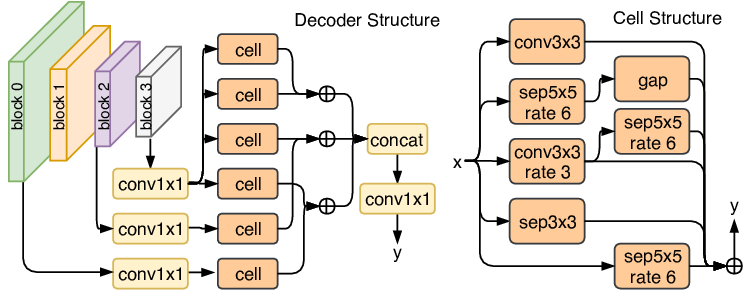 Decoder Structure
block 0
block 1
block 2
block 3
cell
cell
cell
cell
cell
cell
conv1x1
conv1x1
conv1x1
concat
conv1x1
y
Cell Structure
x
conv3x3
sep5x5
rate 6
gap
conv3x3
rate 3
sep5x5
rate 6
sep3x3
sep5x5
rate 6
y